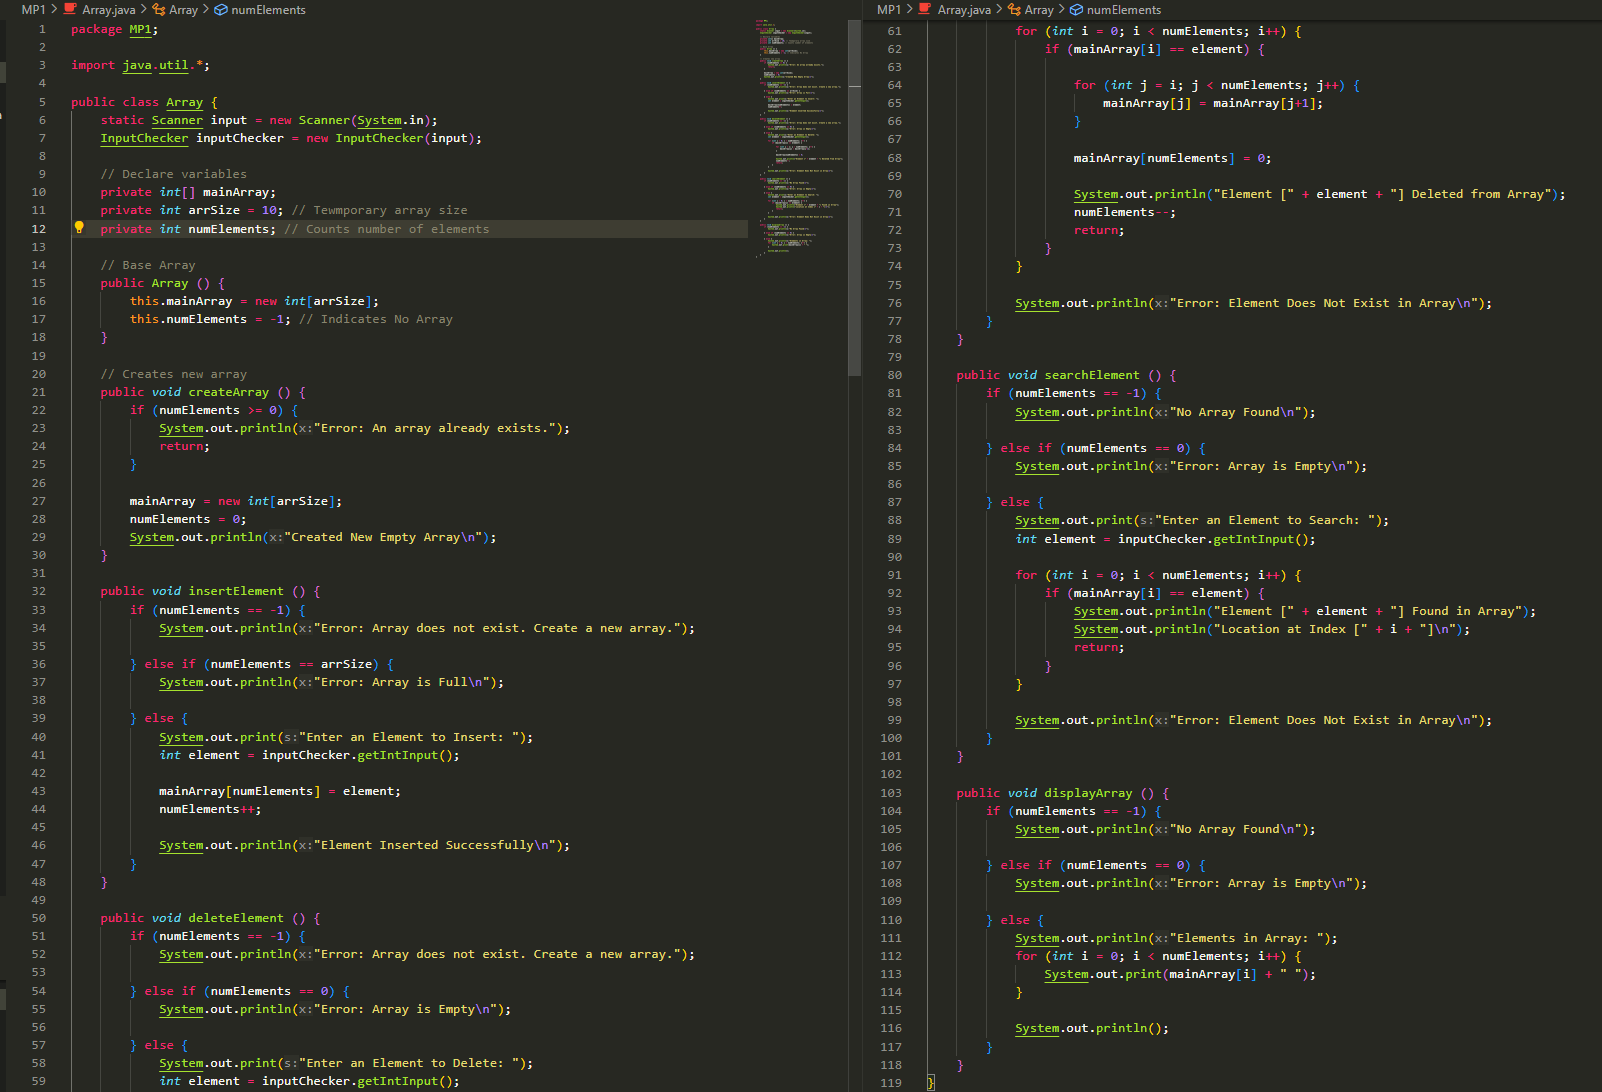 MP1 > Array.java > Array > numElements
1 package MP1;
2
3 import java.util.*;
4
5 public class Array {
6     static Scanner input = new Scanner(System.in);
7     InputChecker inputChecker = new InputChecker(input);
8
9     // Declare variables
10     private int[] mainArray;
11     private int arrSize = 10; // Tewmporary array size
12     private int numElements; // Counts number of elements
13
14     // Base Array
15     public Array () {
16         this.mainArray = new int[arrSize];
17         this.numElements = -1; // Indicates No Array
18     }
19
20     // Creates new array
21     public void createArray () {
22         if (numElements >= 0) {
23             System.out.println(x:"Error: An array already exists.");
24             return;
25         }
26
27         mainArray = new int[arrSize];
28         numElements = 0;
29         System.out.println(x:"Created New Empty Array\n");
30     }
31
32     public void insertElement () {
33         if (numElements == -1) {
34             System.out.println(x:"Error: Array does not exist. Create a new array.");
35
36         } else if (numElements == arrSize) {
37             System.out.println(x:"Error: Array is Full\n");
38
39         } else {
40             System.out.print(s:"Enter an Element to Insert: ");
41             int element = inputChecker.getIntInput();
42
43             mainArray[numElements] = element;
44             numElements++;
45
46             System.out.println(x:"Element Inserted Successfully\n");
47         }
48     }
49
50     public void deleteElement () {
51         if (numElements == -1) {
52             System.out.println(x:"Error: Array does not exist. Create a new array.");
53
54         } else if (numElements == 0) {
55             System.out.println(x:"Error: Array is Empty\n");
56
57         } else {
58             System.out.print(s:"Enter an Element to Delete: ");
59             int element = inputChecker.getIntInput();
MP1 > Array.java > Array > numElements
61             for (int i = 0; i < numElements; i++) {
62                 if (mainArray[i] == element) {
63
64                     for (int j = i; j < numElements; j++) {
65                         mainArray[j] = mainArray[j+1];
66                     }
67
68                     mainArray[numElements] = 0;
69
70                     System.out.println("Element [" + element + "] Deleted from Array");
71                     numElements--;
72                     return;
73                 }
74             }
75
76             System.out.println(x:"Error: Element Does Not Exist in Array\n");
77         }
78     }
79
80     public void searchElement () {
81         if (numElements == -1) {
82             System.out.println(x:"No Array Found\n");
83
84         } else if (numElements == 0) {
85             System.out.println(x:"Error: Array is Empty\n");
86
87         } else {
88             System.out.print(s:"Enter an Element to Search: ");
89             int element = inputChecker.getIntInput();
90
91             for (int i = 0; i < numElements; i++) {
92                 if (mainArray[i] == element) {
93                     System.out.println("Element [" + element + "] Found in Array");
94                     System.out.println("Location at Index [" + i + "]\n");
95                     return;
96                 }
97             }
98
99             System.out.println(x:"Error: Element Does Not Exist in Array\n");
100         }
101     }
102
103     public void displayArray () {
104         if (numElements == -1) {
105             System.out.println(x:"No Array Found\n");
106
107         } else if (numElements == 0) {
108             System.out.println(x:"Error: Array is Empty\n");
109
110         } else {
111             System.out.println(x:"Elements in Array: ");
112             for (int i = 0; i < numElements; i++) {
113                 System.out.print(mainArray[i] + " ");
114             }
115
116             System.out.println();
117         }
118     }
119 }